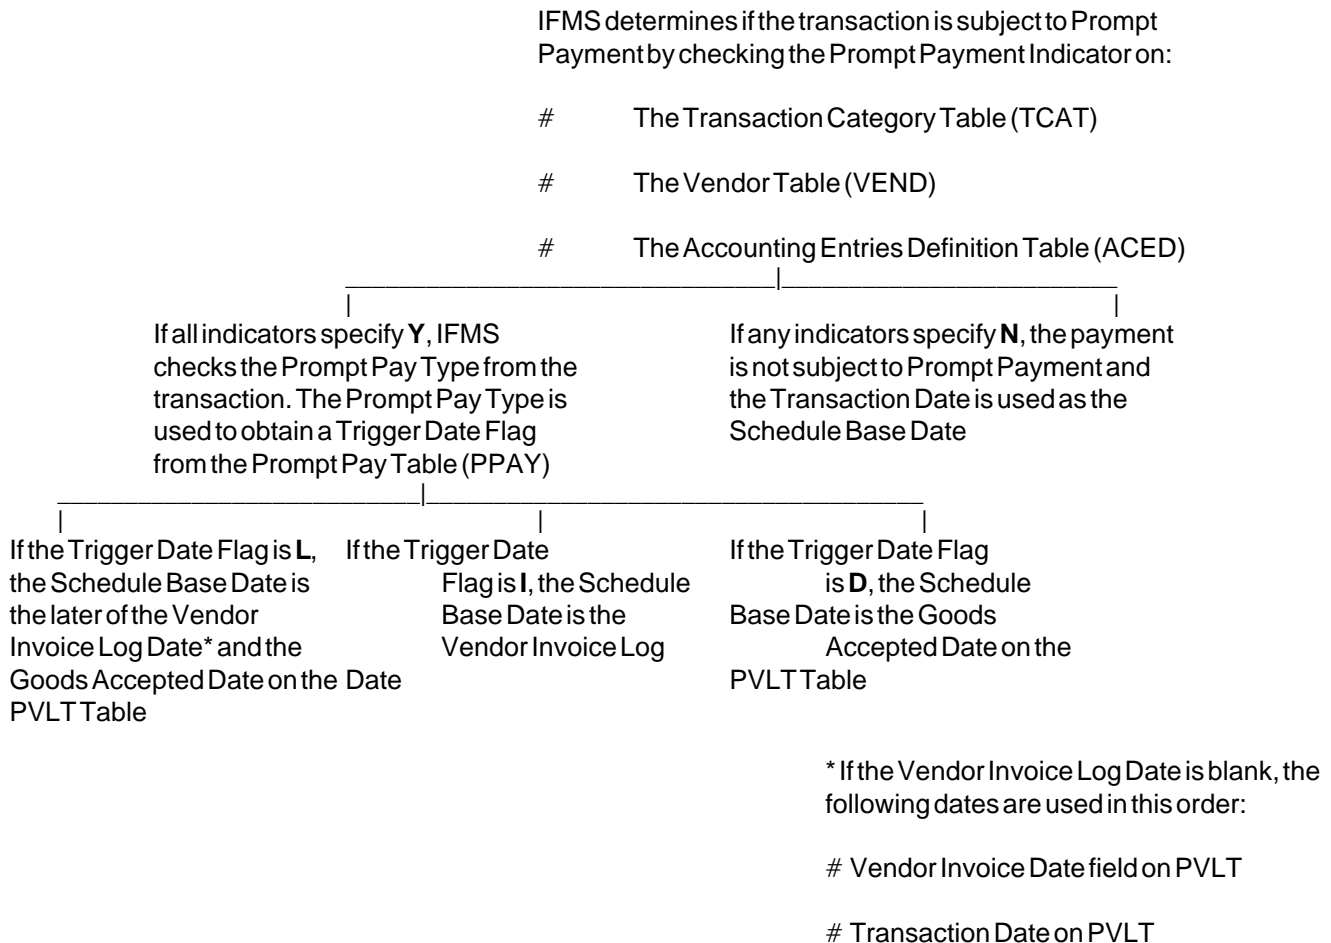 IFMS determines if the transaction is subject to Prompt
Payment by checking the Prompt Payment Indicator on:
# The Transaction Category Table (TCAT)
# The Vendor Table (VEND)
# The Accounting Entries Definition Table (ACED)
If all indicators specify Y, IFMS
checks the Prompt Pay Type from the
transaction. The Prompt Pay Type is
used to obtain a Trigger Date Flag
from the Prompt Pay Table (PPAY)
If any indicators specify N, the payment
is not subject to Prompt Payment and
the Transaction Date is used as the
Schedule Base Date
If the Trigger Date Flag is L,
the Schedule Base Date is
the later of the Vendor
Invoice Log Date* and the
Goods Accepted Date on the
PVLT Table
If the Trigger Date
Flag is I, the Schedule
Base Date is the
Vendor Invoice Log
Date
If the Trigger Date Flag
is D, the Schedule
Base Date is the Goods
Accepted Date on the
PVLT Table
* If the Vendor Invoice Log Date is blank, the
following dates are used in this order:
# Vendor Invoice Date field on PVLT
# Transaction Date on PVLT